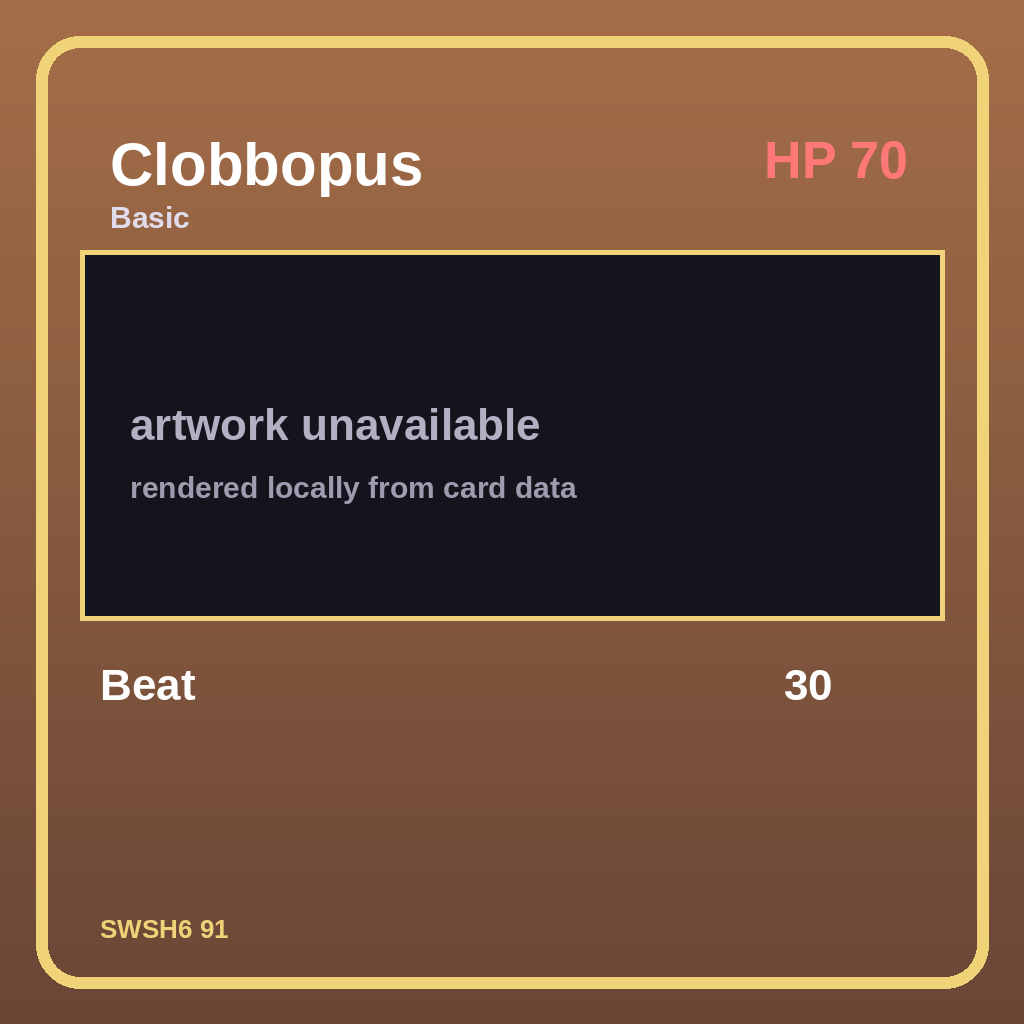 Clobbopus
HP 70
Basic
artwork unavailable
rendered locally from card data
Beat
30
SWSH6 91